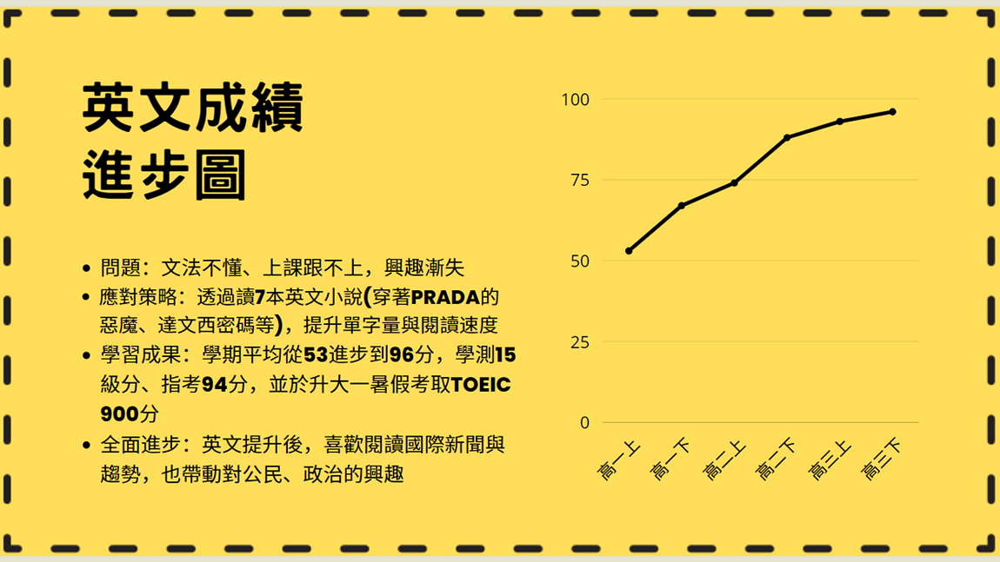 英文成績
進步圖
• 問題：文法不懂、上課跟不上，興趣漸失
• 應對策略：透過讀7本英文小說(穿著PRADA的
惡魔、達文西密碼等)，提升單字量與閱讀速度
• 學習成果：學期平均從53進步到96分，學測15
級分、指考94分，並於升大一暑假考取TOEIC
900分
• 全面進步：英文提升後，喜歡閱讀國際新聞與
趨勢，也帶動對公民、政治的興趣
100
75
50
25
0
高一上
高一下
高二上
高二下
高三上
高三下